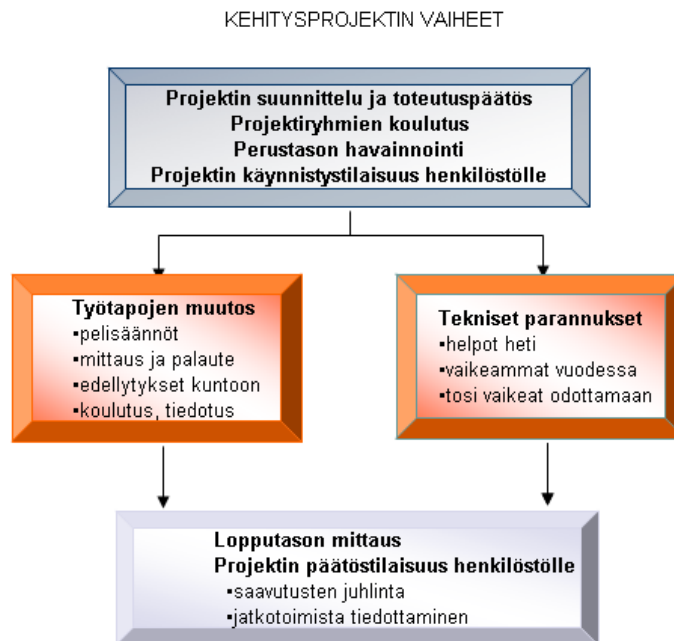 KEHITYSPROJEKTIN VAIHEET
Projektin suunnittelu ja toteutuspäätös
Projektiryhmien koulutus
Perustason havainnointi
Projektin käynnistystilaisuus henkilöstölle
Työtapojen muutos
▪pelisäännöt
▪mittaus ja palaute
▪edellytykset kuntoon
▪koulutus, tiedotus
Tekniset parannukset
▪helpot heti
▪vaikeammat vuodessa
▪tosi vaikeat odottamaan
Lopputason mittaus
Projektin päätöstilaisuus henkilöstölle
▪saavutusten juhlinta
▪jatkotoimista tiedottaminen